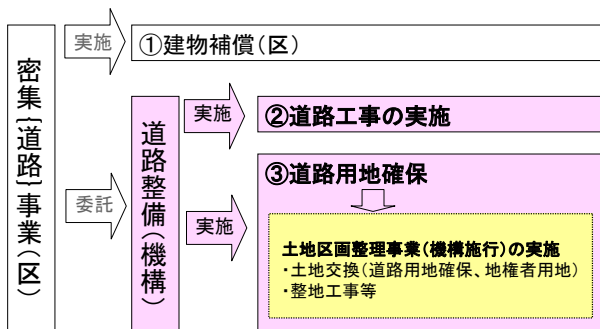 密集{道路}事業(区)
実施
①建物補償(区)
委託
道路整備(機構)
実施
②道路工事の実施
実施
③道路用地確保
土地区画整理事業(機構施行)の実施
・土地交換(道路用地確保、地権者用地)
・整地工事等